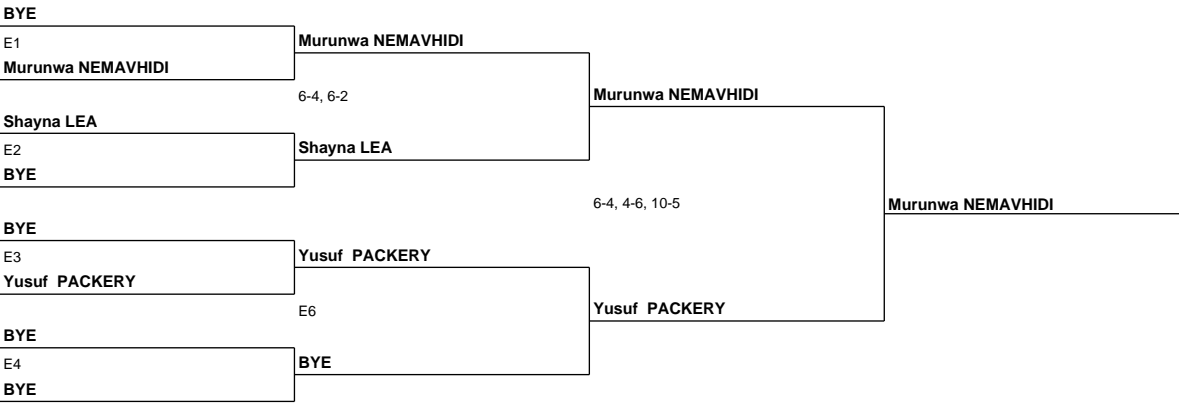 BYE
E1
Murunwa NEMAVHIDI
Murunwa NEMAVHIDI
6-4, 6-2
Murunwa NEMAVHIDI
Shayna LEA
E2
Shayna LEA
BYE
6-4, 4-6, 10-5
Murunwa NEMAVHIDI
BYE
E3
Yusuf  PACKERY
Yusuf  PACKERY
E6
Yusuf  PACKERY
BYE
E4
BYE
BYE